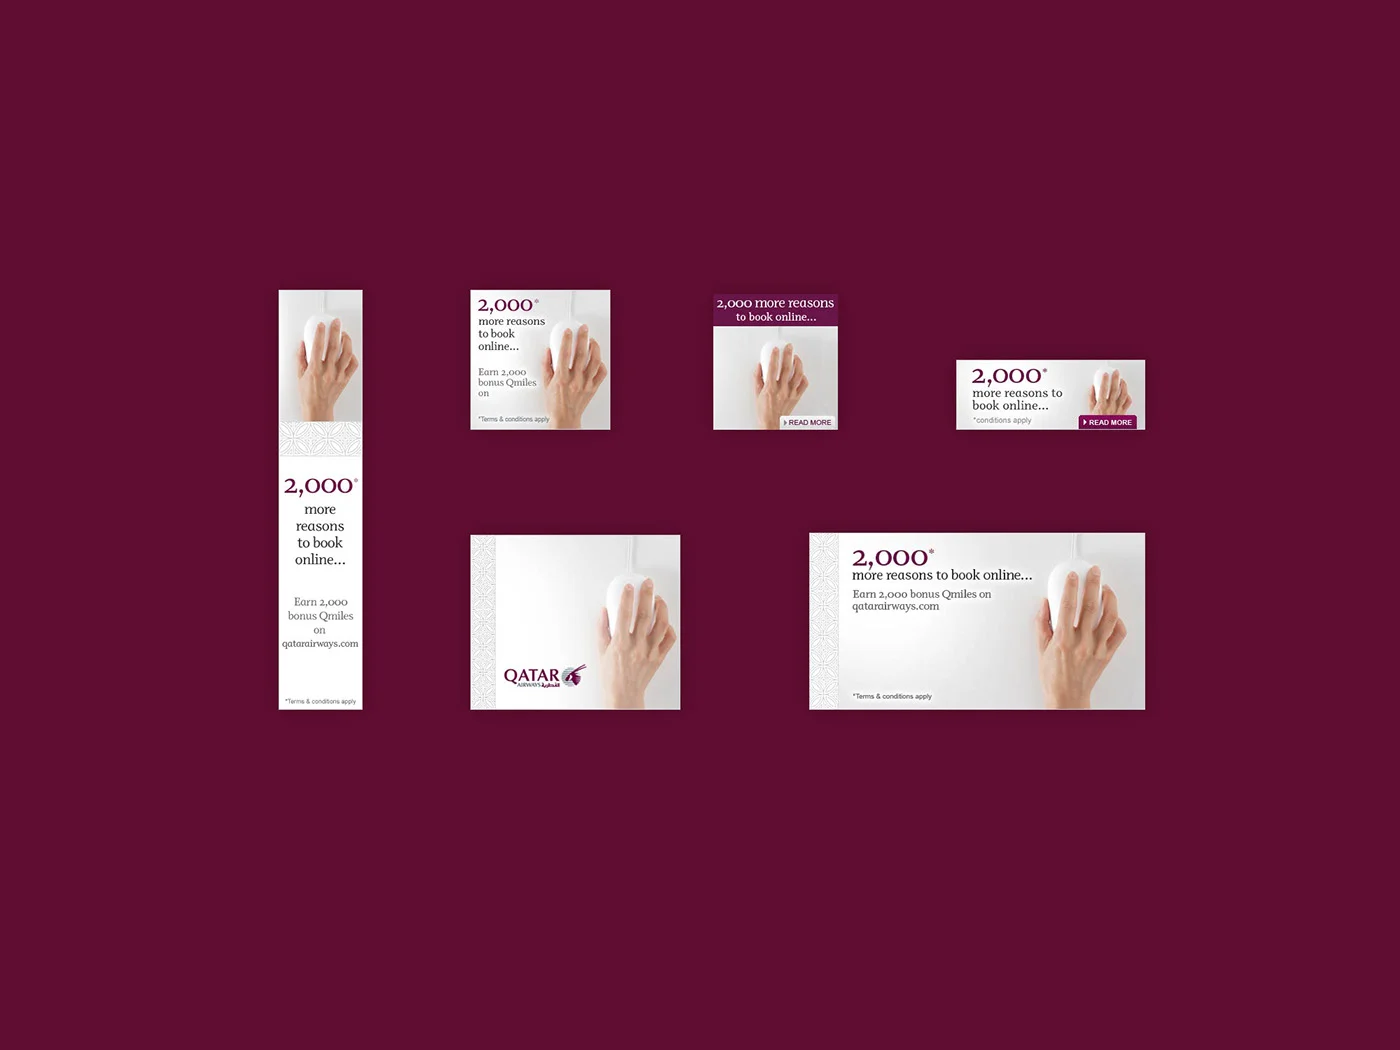 2,000*
more
reasons
to book
online...
Earn 2,000
bonus Qmiles
on
qatarairways.com
*Terms & conditions apply
2,000*
more reasons
to book
online...
Earn 2,000
bonus Qmiles
on
*Terms & conditions apply
2,000 more reasons
to book online...
READ MORE
2,000*
more reasons to
book online...
*conditions apply
READ MORE
QATAR
AIRWAYS القطرية
2,000*
more reasons to book online...
Earn 2,000 bonus Qmiles on
qatarairways.com
*Terms & conditions apply